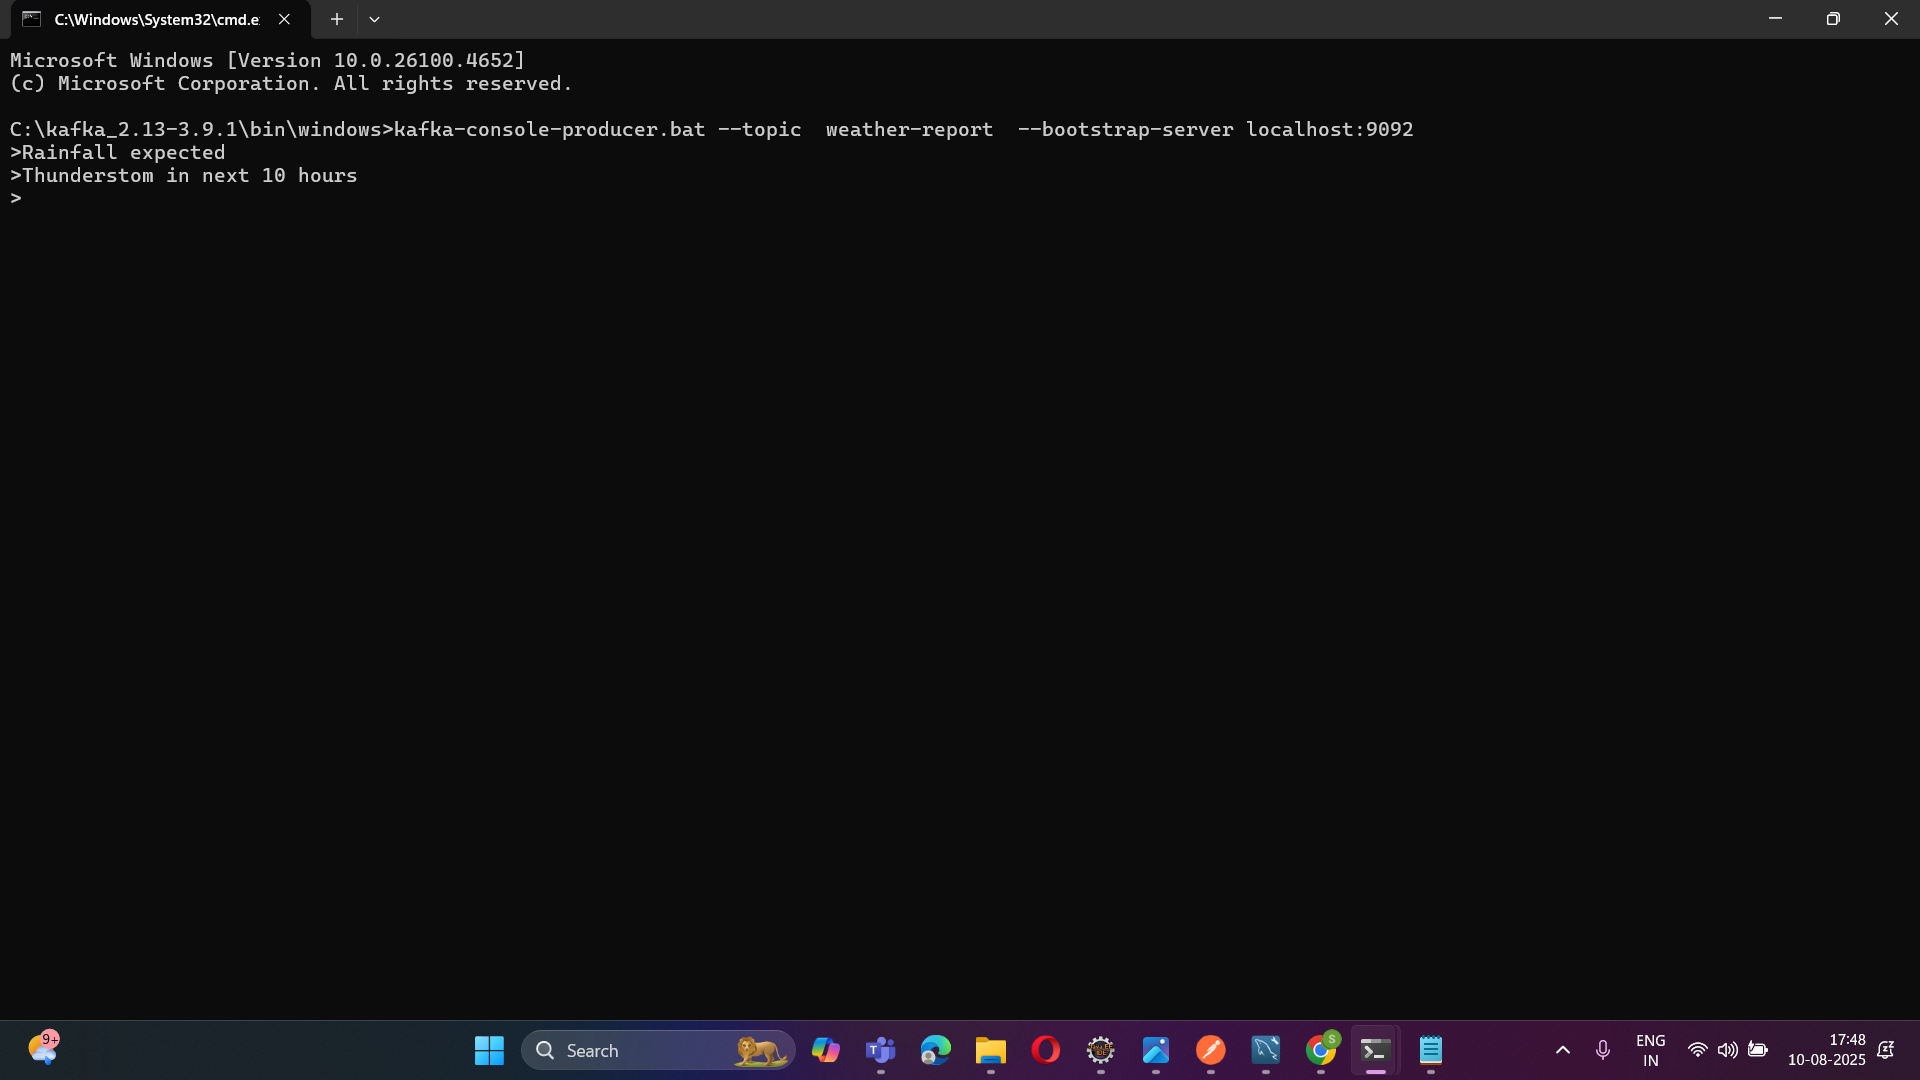 C:\Windows\System32\cmd.e
Microsoft Windows [Version 10.0.26100.4652]
(c) Microsoft Corporation. All rights reserved.
C:\kafka_2.13-3.9.1\bin\windows>kafka-console-producer.bat --topic  weather-report  --bootstrap-server localhost:9092
>Rainfall expected
>Thunderstom in next 10 hours
>
9+
Search
T
S
ENG
IN
17:48
10-08-2025